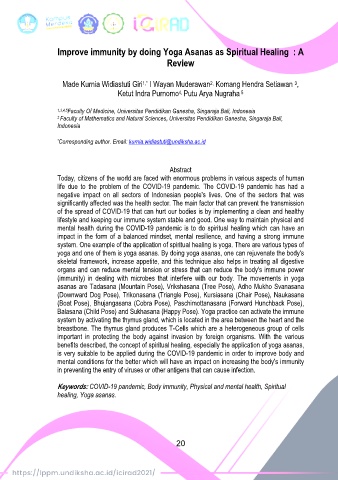 iCiRAD
Improve immunity by doing Yoga Asanas as Spiritual Healing : A
Review
Made Kurnia Widiastuti Giri1,* I Wayan Muderawan2, Komang Hendra Setiawan 3,
Ketut Indra Purnomo4, Putu Arya Nugraha 5
1,3,4,5Faculty Of Medicine, Universitas Pendidikan Ganesha, Singaraja Bali, Indonesia
2 Faculty of Mathematics and Natural Sciences, Universitas Pendidikan Ganesha, Singaraja Bali,
Indonesia
*Corresponding author. Email: kurnia.widiastuti@undiksha.ac.id
Abstract
Today, citizens of the world are faced with enormous problems in various aspects of human
life due to the problem of the COVID-19 pandemic. The COVID-19 pandemic has had a
negative impact on all sectors of Indonesian people's lives. One of the sectors that was
significantly affected was the health sector. The main factor that can prevent the transmission
of the spread of COVID-19 that can hurt our bodies is by implementing a clean and healthy
lifestyle and keeping our immune system stable and good. One way to maintain physical and
mental health during the COVID-19 pandemic is to do spiritual healing which can have an
impact in the form of a balanced mindset, mental resilience, and having a strong immune
system. One example of the application of spiritual healing is yoga. There are various types of
yoga and one of them is yoga asanas. By doing yoga asanas, one can rejuvenate the body's
skeletal framework, increase appetite, and this technique also helps in treating all digestive
organs and can reduce mental tension or stress that can reduce the body's immune power
(immunity) in dealing with microbes that interfere with our body. The movements in yoga
asanas are Tadasana (Mountain Pose), Vrikshasana (Tree Pose), Adho Mukho Svanasana
(Downward Dog Pose), Trikonasana (Triangle Pose), Kursiasana (Chair Pose), Naukasana
(Boat Pose), Bhujangasana (Cobra Pose), Paschimottanasana (Forward Hunchback Pose),
Balasana (Child Pose) and Sukhasana (Happy Pose). Yoga practice can activate the immune
system by activating the thymus gland, which is located in the area between the heart and the
breastbone. The thymus gland produces T-Cells which are a heterogeneous group of cells
important in protecting the body against invasion by foreign organisms. With the various
benefits described, the concept of spiritual healing, especially the application of yoga asanas,
is very suitable to be applied during the COVID-19 pandemic in order to improve body and
mental conditions for the better which will have an impact on increasing the body's immunity
in preventing the entry of viruses or other antigens that can cause infection.
Keywords: COVID-19 pandemic, Body immunity, Physical and mental health, Spiritual
healing, Yoga asanas.
20
https://lppm.undiksha.ac.id/icirad2021/